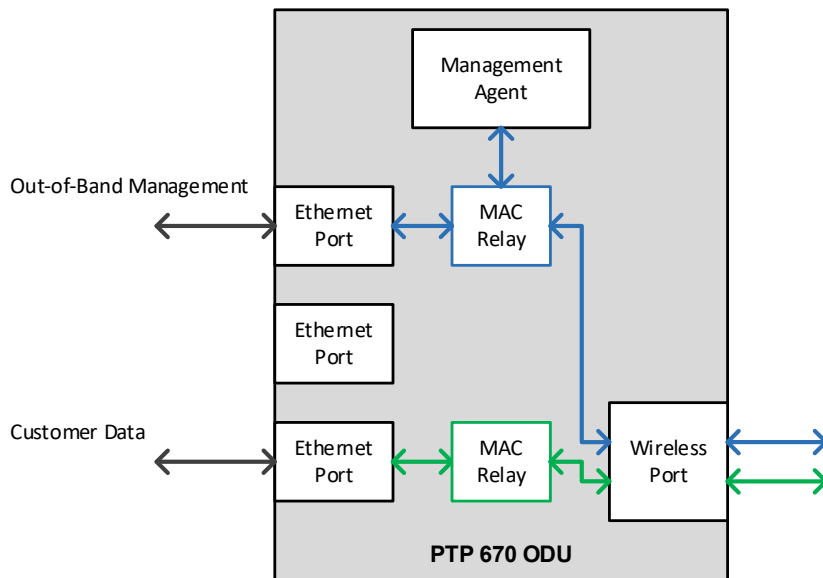 Management
Agent
Out-of-Band Management
Ethernet
Port
MAC
Relay
Ethernet
Port
Customer Data
Ethernet
Port
MAC
Relay
Wireless
Port
PTP 670 ODU